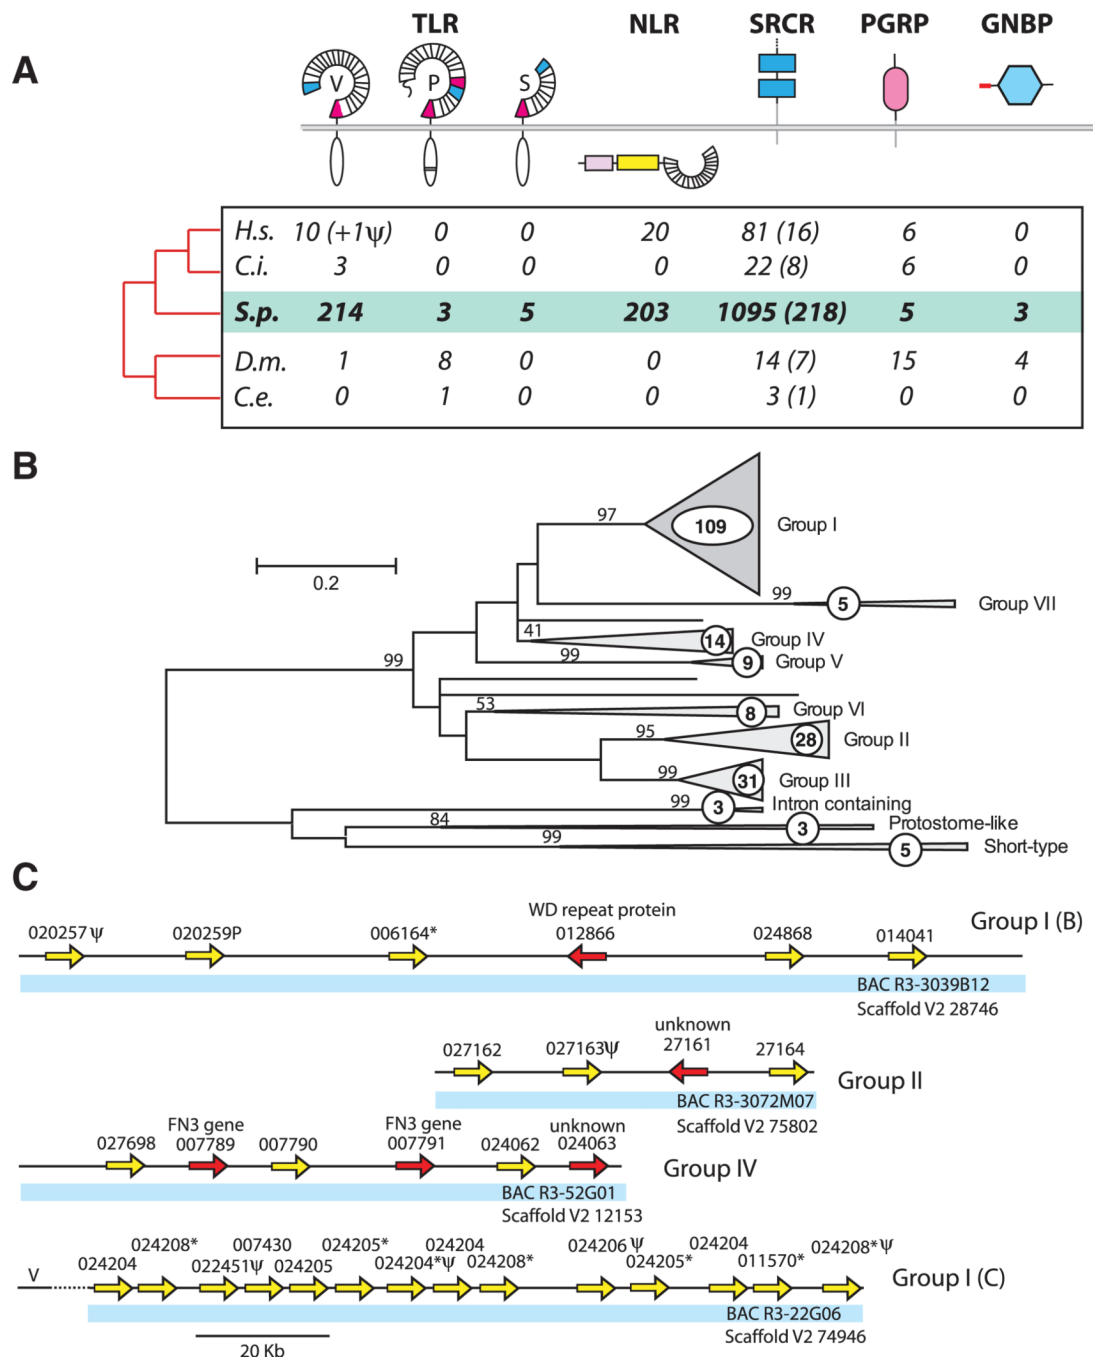 TLR NLR SRCR PGRP GNBP
A
V P S
H.s. 10 (+1ψ) 0 0 20 81 (16) 6 0
C.i. 3 0 0 0 22 (8) 6 0
S.p. 214 3 5 203 1095 (218) 5 3
D.m. 1 8 0 0 14 (7) 15 4
C.e. 0 1 0 0 3 (1) 0 0
B
97 109 Group I
0.2
99 5 Group VII
41 14 Group IV
99 99 9 Group V
53 8 Group VI
95 28 Group II
99 31 Group III
99 3 Intron containing
84 3 Protostome-like
99 5 Short-type
C
WD repeat protein
Group I (B)
020257ψ 020259P 006164* 012866 024868 014041
BAC R3-3039B12
Scaffold V2 28746
unknown
027162 027163ψ 27161 27164
Group II
BAC R3-3072M07
Scaffold V2 75802
FN3 gene FN3 gene unknown
027698 007789 007790 007791 024062 024063
Group IV
BAC R3-52G01
Scaffold V2 12153
024208* 007430 024205* 024204 024206ψ 024204 024208*ψ
024204 022451ψ 024205 024204*ψ 024208* 024205* 011570*
V Group I (C)
BAC R3-22G06
Scaffold V2 74946
20 Kb